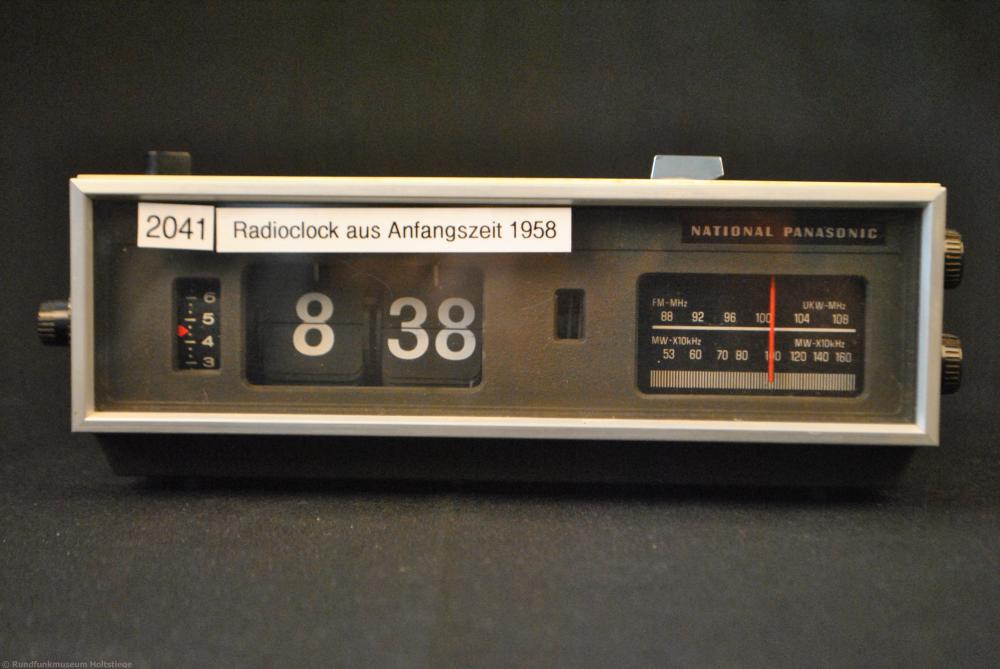 2041 Radioclock aus Anfangszeit 1958
NATIONAL PANASONIC
6
5
4
3
8 38
FM-MHz UKW-MHz
88 92 96 100 104 108
MW-X10kHz MW-X10kHz
53 60 70 80 100 120 140 160
© Rundfunkmuseum Holtstiege